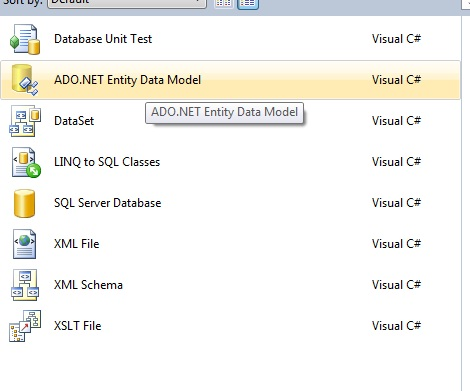 Sort by: Default
Database Unit Test Visual C#
ADO.NET Entity Data Model Visual C#
ADO.NET Entity Data Model
DataSet Visual C#
LINQ to SQL Classes Visual C#
SQL Server Database Visual C#
XML File Visual C#
XML Schema Visual C#
XSLT File Visual C#